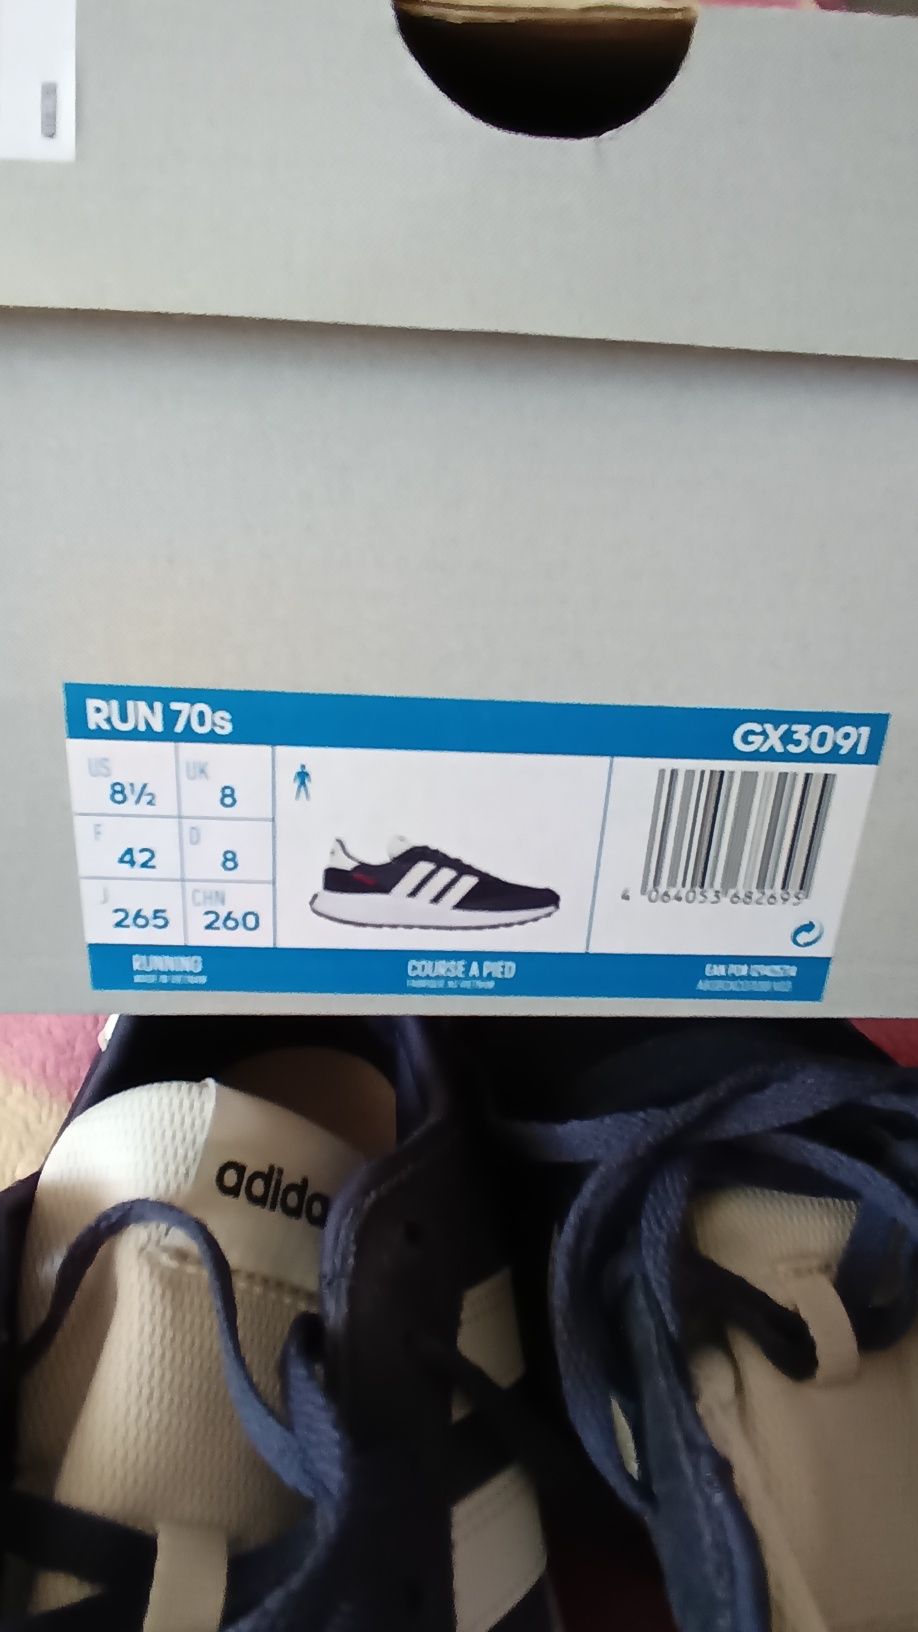 RUN 70s GX3091
US 8½ UK 8
F 42 D 8
J 265 CHN 260
4 064053 682695
RUNNING COURSE A PIED
adidas